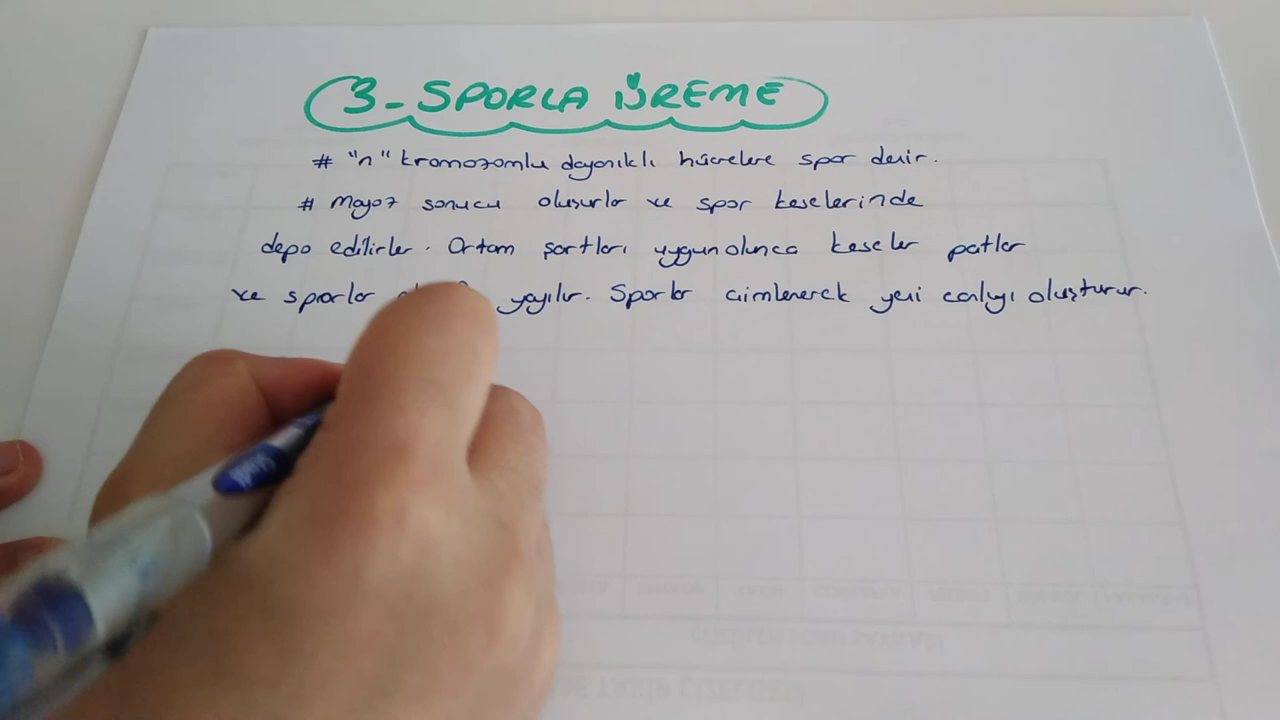 3- SPORLA ÜREME
# "n" kromozomlu dayanıklı hücrelere spor denir.
# Mayoz sonucu oluşurlar ve spor keselerinde
depo edilirler. Ortam şartları uygun olunca keseler patlar
ve sporlar yayılır. Sporlar çimlenerek yeni canlıyı oluşturur.